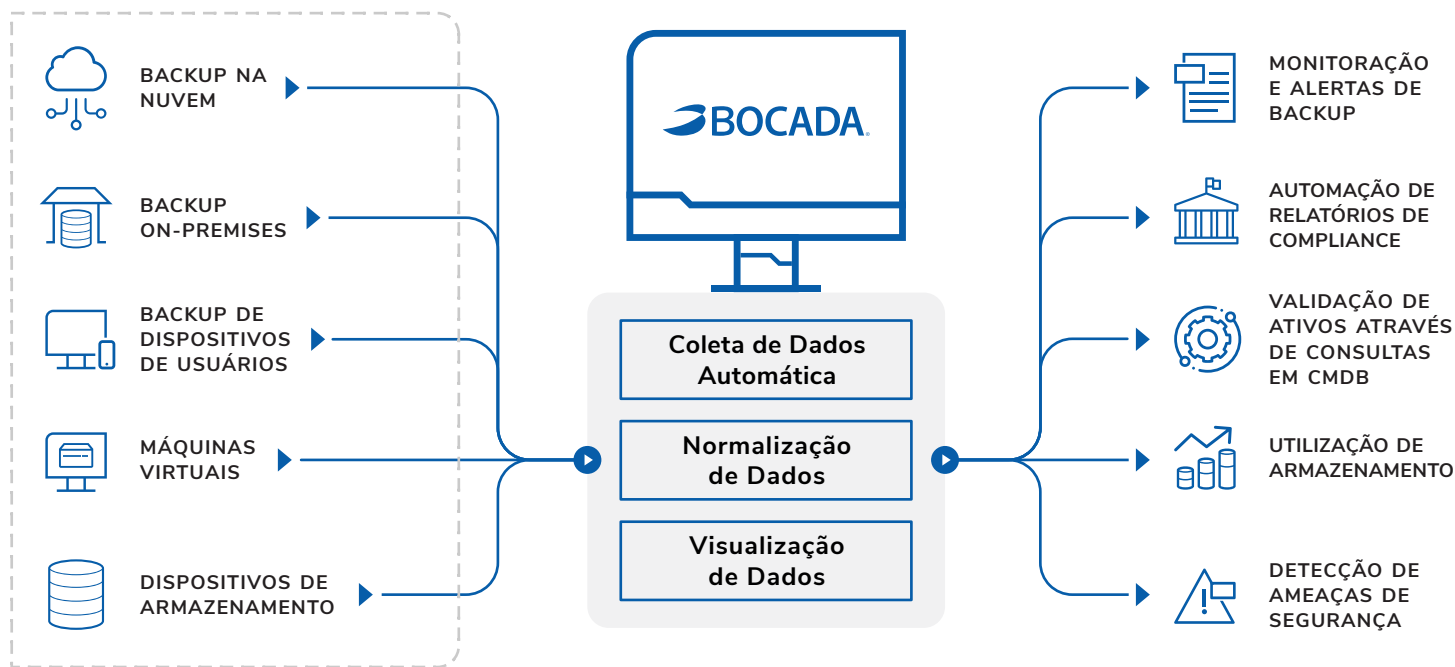 BACKUP NA
NUVEM
BACKUP
ON-PREMISES
BACKUP DE
DISPOSITIVOS
DE USUÁRIOS
MÁQUINAS
VIRTUAIS
DISPOSITIVOS DE
ARMAZENAMENTO
BOCADA
Coleta de Dados
Automática
Normalização
de Dados
Visualização
de Dados
MONITORAÇÃO
E ALERTAS DE
BACKUP
AUTOMAÇÃO DE
RELATÓRIOS DE
COMPLIANCE
VALIDAÇÃO DE
ATIVOS ATRAVÉS
DE CONSULTAS
EM CMDB
UTILIZAÇÃO DE
ARMAZENAMENTO
DETECÇÃO DE
AMEAÇAS DE
SEGURANÇA